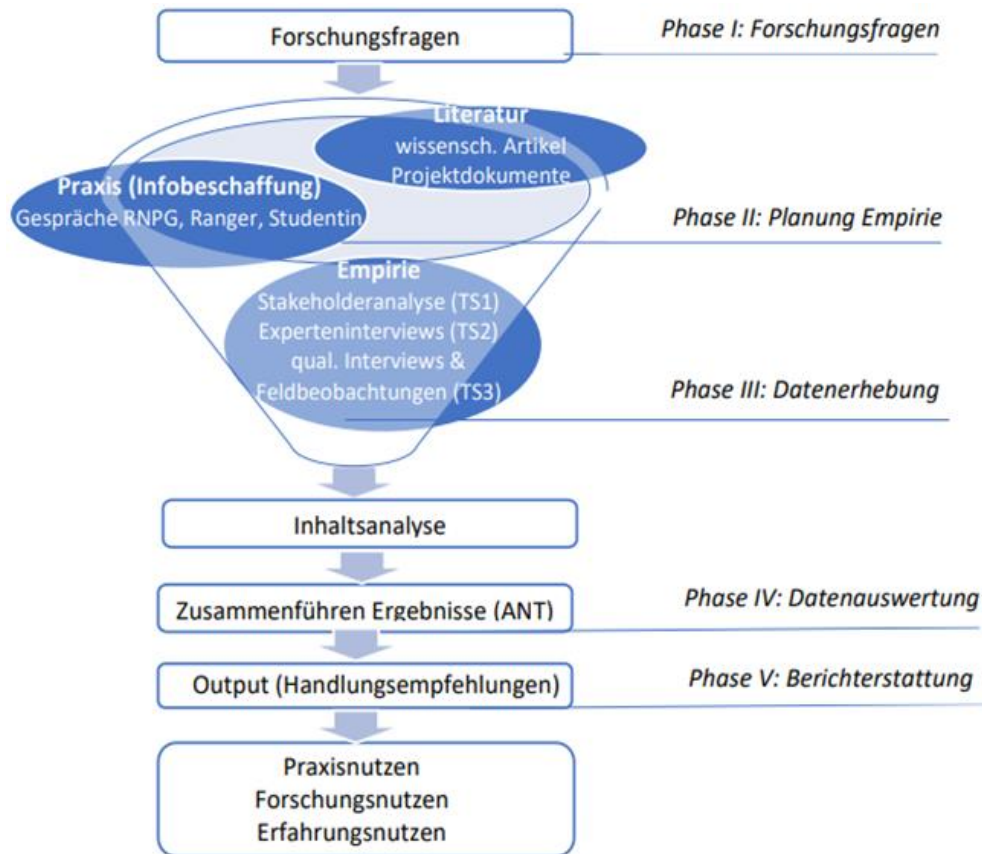 Forschungsfragen
Phase I: Forschungsfragen
Literatur
wissensch. Artikel
Projektdokumente
Praxis (Infobeschaffung)
Gespräche RNPG, Ranger, Studentin
Phase II: Planung Empirie
Empirie
Stakeholderanalyse (TS1)
Experteninterviews (TS2)
qual. Interviews &
Feldbeobachtungen (TS3)
Phase III: Datenerhebung
Inhaltsanalyse
Zusammenführen Ergebnisse (ANT)
Phase IV: Datenauswertung
Output (Handlungsempfehlungen)
Phase V: Berichterstattung
Praxisnutzen
Forschungsnutzen
Erfahrungsnutzen